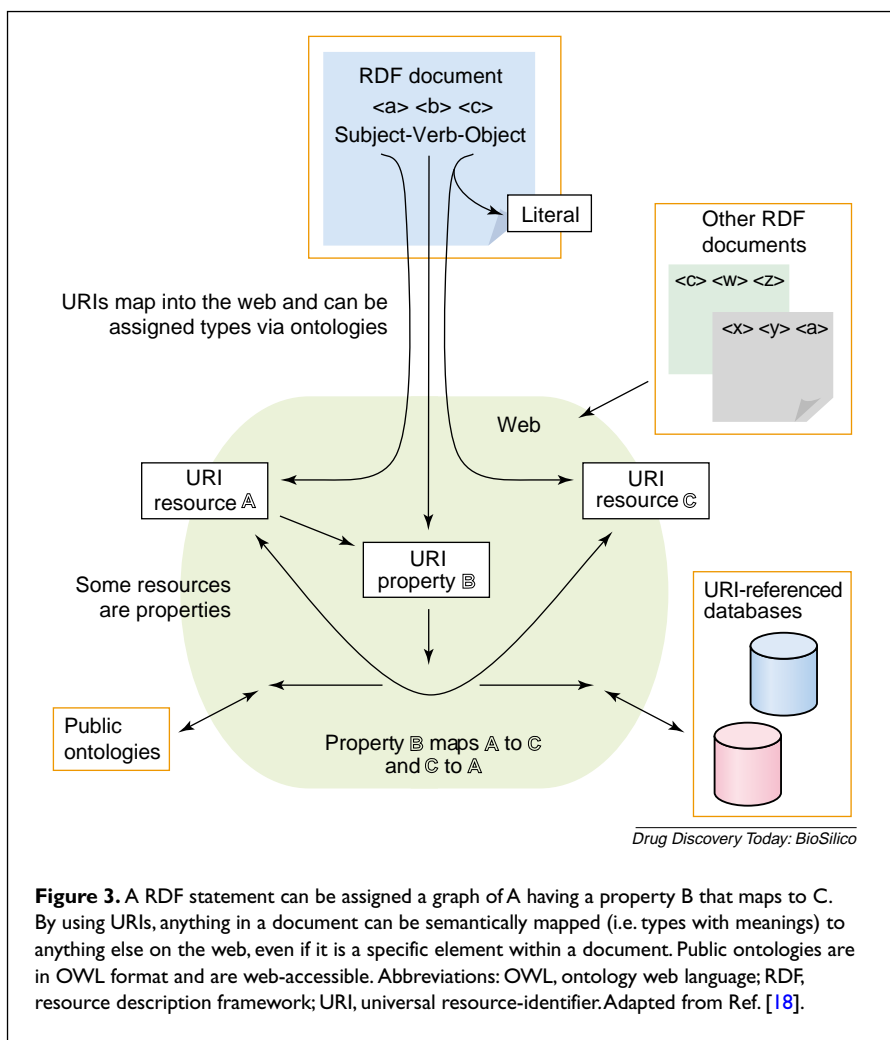 RDF document
<a> <b> <c>
Subject-Verb-Object
Literal
Other RDF
documents
<c> <w> <z>
<x> <y> <a>
URIs map into the web and can be
assigned types via ontologies
Web
URI
resource 𝔸
URI
resource ℂ
URI
property 𝔹
Some resources
are properties
URI-referenced
databases
Public
ontologies
Property 𝔹 maps 𝔸 to ℂ
and ℂ to 𝔸
Drug Discovery Today: BioSilico
Figure 3. A RDF statement can be assigned a graph of A having a property B that maps to C.
By using URIs, anything in a document can be semantically mapped (i.e. types with meanings) to
anything else on the web, even if it is a specific element within a document. Public ontologies are
in OWL format and are web-accessible. Abbreviations: OWL, ontology web language; RDF,
resource description framework; URI, universal resource-identifier. Adapted from Ref. [18].